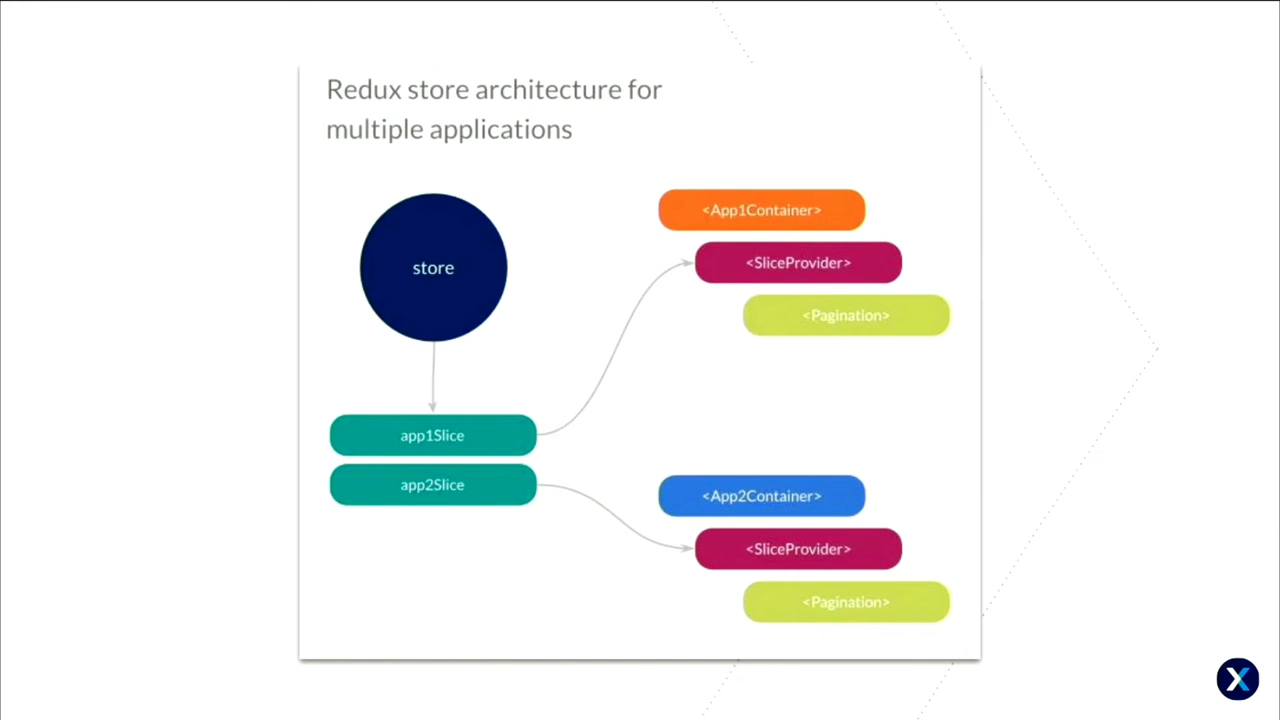 Redux store architecture for
multiple applications
store
app1Slice
app2Slice
<App1Container>
<SliceProvider>
<Pagination>
<App2Container>
<SliceProvider>
<Pagination>
X